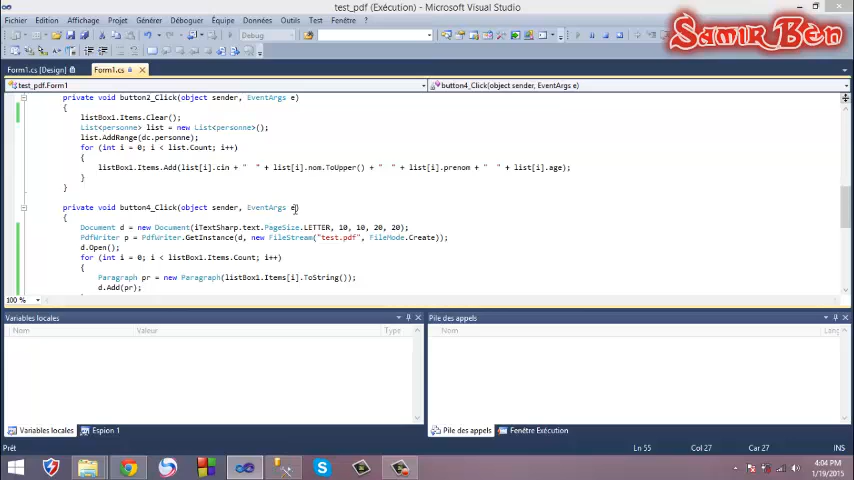 test_pdf (Exécution) - Microsoft Visual Studio
Samir Ben
Fichier Edition Affichage Projet Générer Déboguer Équipe Données Outils Test Fenêtre ?
Debug
Form1.cs [Design] Form1.cs
test_pdf.Form1 button4_Click(object sender, EventArgs e)
private void button2_Click(object sender, EventArgs e)
{
listBox1.Items.Clear();
List<personne> list = new List<personne>();
list.AddRange(dc.personne);
for (int i = 0; i < list.Count; i++)
{
listBox1.Items.Add(list[i].cin + " " + list[i].nom.ToUpper() + " " + list[i].prenom + " " + list[i].age);
}
}
private void button4_Click(object sender, EventArgs e)
{
Document d = new Document(iTextSharp.text.PageSize.LETTER, 10, 10, 20, 20);
PdfWriter p = PdfWriter.GetInstance(d, new FileStream("test.pdf", FileMode.Create));
d.Open();
for (int i = 0; i < listBox1.Items.Count; i++)
{
Paragraph pr = new Paragraph(listBox1.Items[i].ToString());
d.Add(pr);
100 %
Variables locales Pile des appels
Nom Valeur Type Nom Lang
Variables locales Espion 1 Pile des appels Fenêtre Exécution
Prêt Ln 55 Col 27 Car 27 INS
4:04 PM
1/19/2015